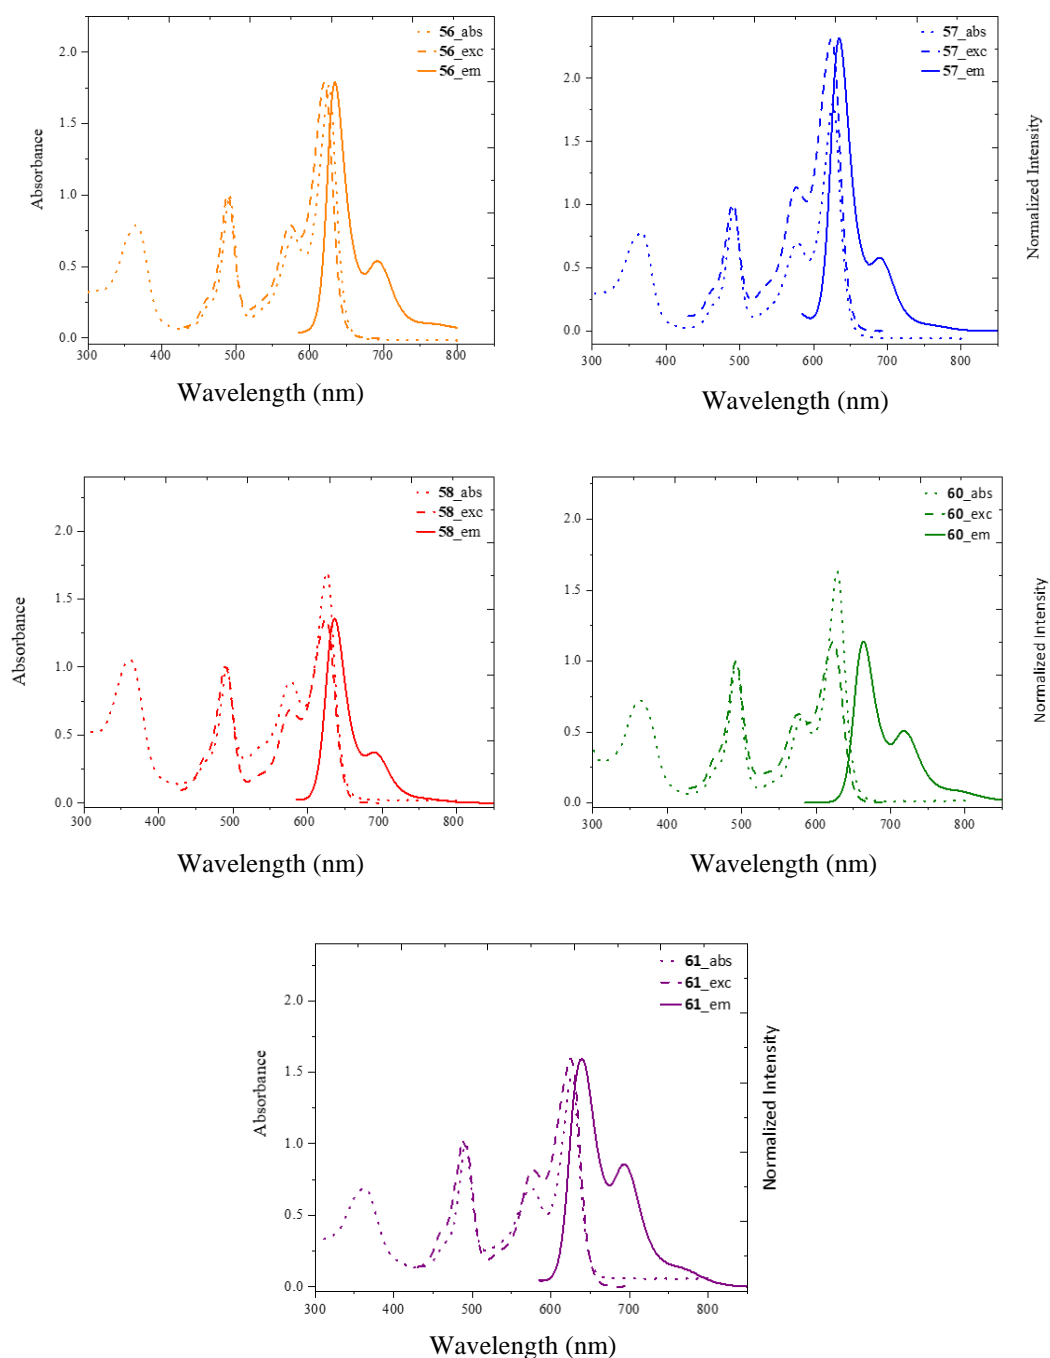 56_abs
56_exc
56_em
2.0
1.5
1.0
0.5
0.0
Absorbance
300 400 500 600 700 800
Wavelength (nm)
57_abs
57_exc
57_em
2.0
1.5
1.0
0.5
0.0
Normalized Intensity
300 400 500 600 700 800
Wavelength (nm)
58_abs
58_exc
58_em
2.0
1.5
1.0
0.5
0.0
Absorbance
300 400 500 600 700 800
Wavelength (nm)
60_abs
60_exc
60_em
2.0
1.5
1.0
0.5
0.0
Normalized Intensity
300 400 500 600 700 800
Wavelength (nm)
61_abs
61_exc
61_em
2.0
1.5
1.0
0.5
0.0
Absorbance
Normalized Intensity
300 400 500 600 700 800
Wavelength (nm)